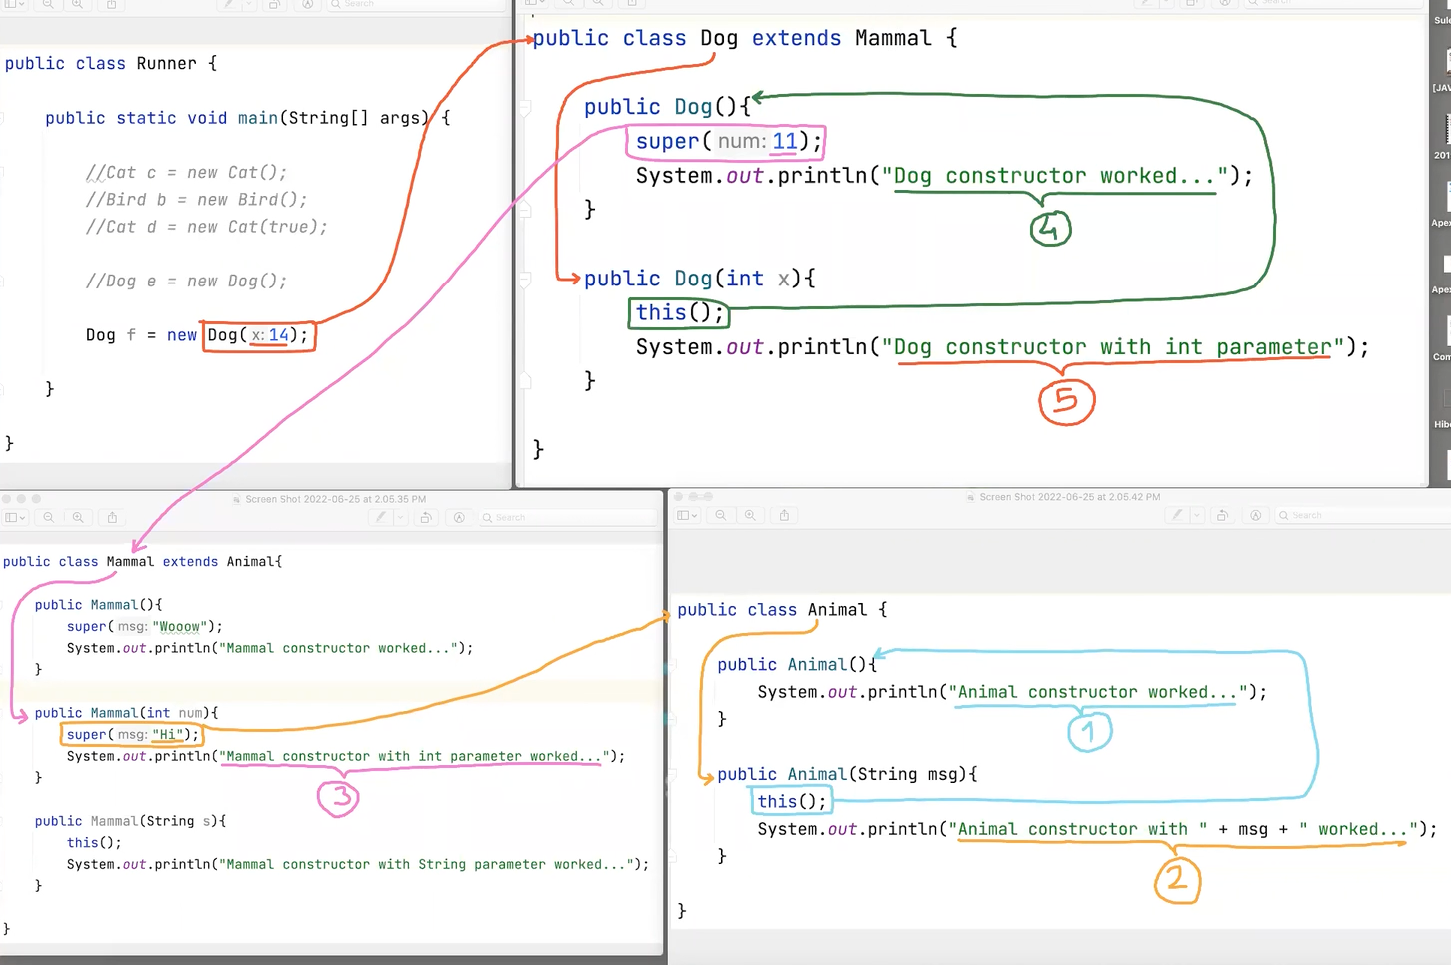 Search
public class Runner {
public static void main(String[] args) {
//Cat c = new Cat();
//Bird b = new Bird();
//Cat d = new Cat(true);
//Dog e = new Dog();
Dog f = new Dog( x: 14);
}
}
Search
public class Dog extends Mammal {
public Dog(){
super( num: 11);
System.out.println("Dog constructor worked...");
}
4
public Dog(int x){
this();
System.out.println("Dog constructor with int parameter");
}
5
}
Screen Shot 2022-06-25 at 2.05.35 PM
Search
public class Mammal extends Animal{
public Mammal(){
super( msg: "Wooow");
System.out.println("Mammal constructor worked...");
}
public Mammal(int num){
super( msg: "Hi");
System.out.println("Mammal constructor with int parameter worked...");
}
3
public Mammal(String s){
this();
System.out.println("Mammal constructor with String parameter worked...");
}
}
Screen Shot 2022-06-25 at 2.05.42 PM
Search
public class Animal {
public Animal(){
System.out.println("Animal constructor worked...");
}
1
public Animal(String msg){
this();
System.out.println("Animal constructor with " + msg + " worked...");
}
2
}
Sule
[JAV
201
Apex
Apex
Com
Hibe